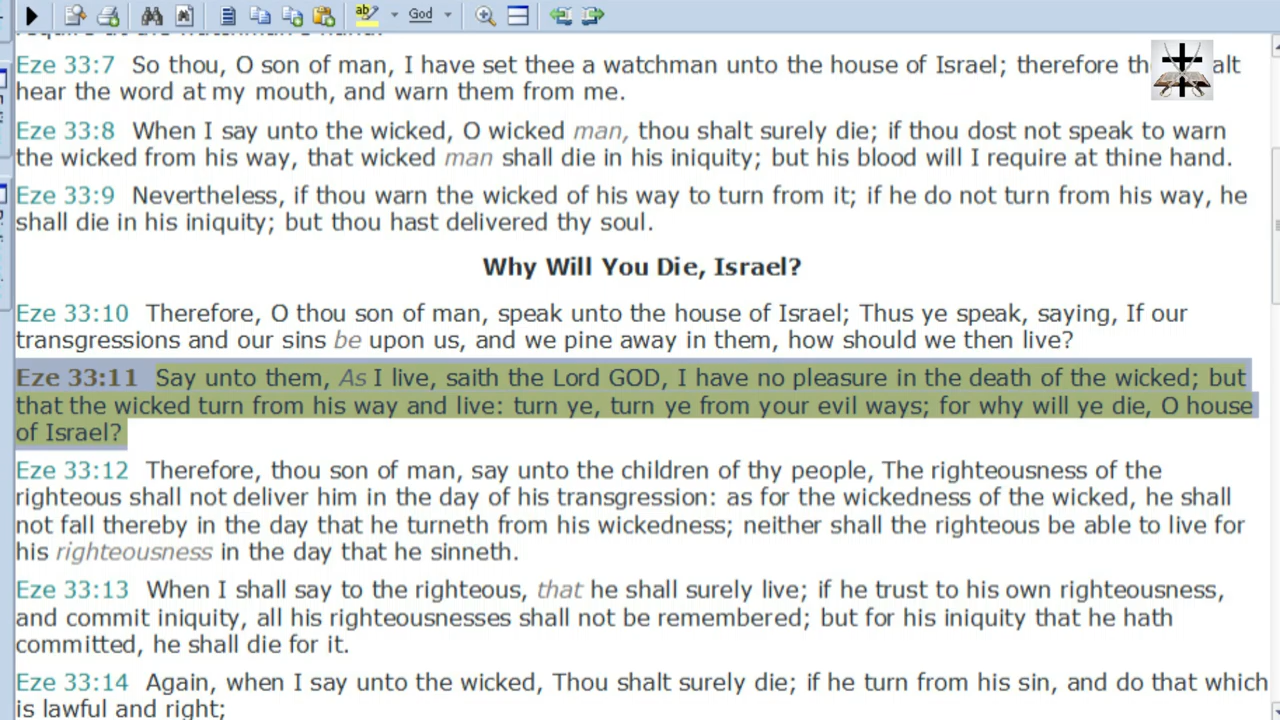 God
Eze 33:7 So thou, O son of man, I have set thee a watchman unto the house of Israel; therefore alt
hear the word at my mouth, and warn them from me.
Eze 33:8 When I say unto the wicked, O wicked man, thou shalt surely die; if thou dost not speak to warn
the wicked from his way, that wicked man shall die in his iniquity; but his blood will I require at thine hand.
Eze 33:9 Nevertheless, if thou warn the wicked of his way to turn from it; if he do not turn from his way, he
shall die in his iniquity; but thou hast delivered thy soul.
Why Will You Die, Israel?
Eze 33:10 Therefore, O thou son of man, speak unto the house of Israel; Thus ye speak, saying, If our
transgressions and our sins be upon us, and we pine away in them, how should we then live?
Eze 33:11 Say unto them, As I live, saith the Lord GOD, I have no pleasure in the death of the wicked; but
that the wicked turn from his way and live: turn ye, turn ye from your evil ways; for why will ye die, O house
of Israel?
Eze 33:12 Therefore, thou son of man, say unto the children of thy people, The righteousness of the
righteous shall not deliver him in the day of his transgression: as for the wickedness of the wicked, he shall
not fall thereby in the day that he turneth from his wickedness; neither shall the righteous be able to live for
his righteousness in the day that he sinneth.
Eze 33:13 When I shall say to the righteous, that he shall surely live; if he trust to his own righteousness,
and commit iniquity, all his righteousnesses shall not be remembered; but for his iniquity that he hath
committed, he shall die for it.
Eze 33:14 Again, when I say unto the wicked, Thou shalt surely die; if he turn from his sin, and do that which
is lawful and right;